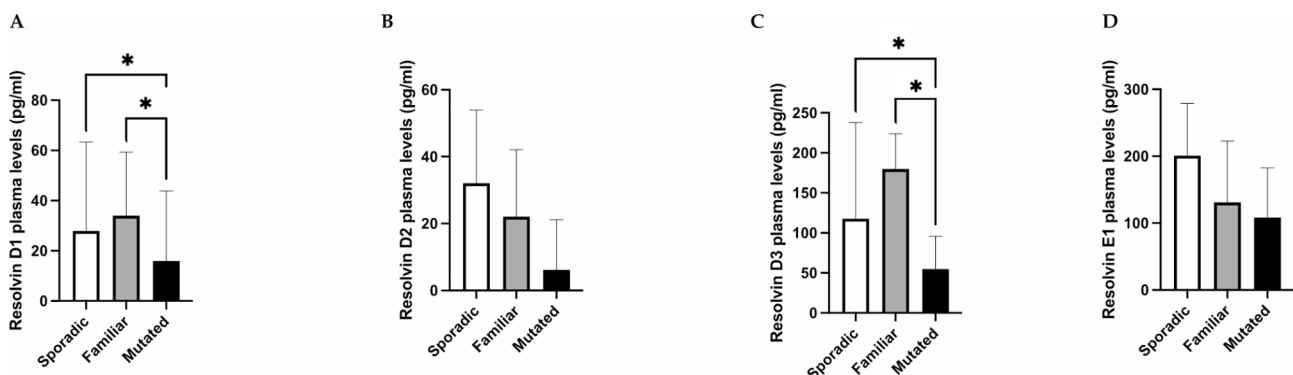 A
Resolvin D1 plasma levels (pg/ml)
80
60
40
20
0
*
*
Sporadic
Familiar
Mutated
B
Resolvin D2 plasma levels (pg/ml)
60
40
20
0
Sporadic
Familiar
Mutated
C
Resolvin D3 plasma levels (pg/ml)
250
200
150
100
50
0
*
*
Sporadic
Familiar
Mutated
D
Resolvin E1 plasma levels (pg/ml)
300
200
100
0
Sporadic
Familiar
Mutated